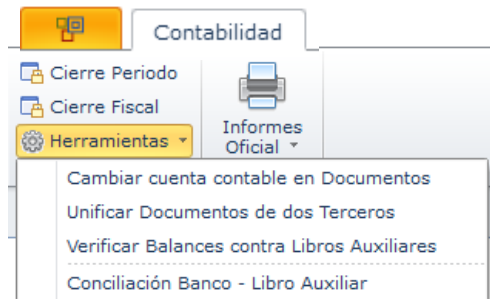 Contabilidad
Cierre Periodo
Cierre Fiscal
Herramientas
Informes
Oficial
Cambiar cuenta contable en Documentos
Unificar Documentos de dos Terceros
Verificar Balances contra Libros Auxiliares
Conciliación Banco - Libro Auxiliar